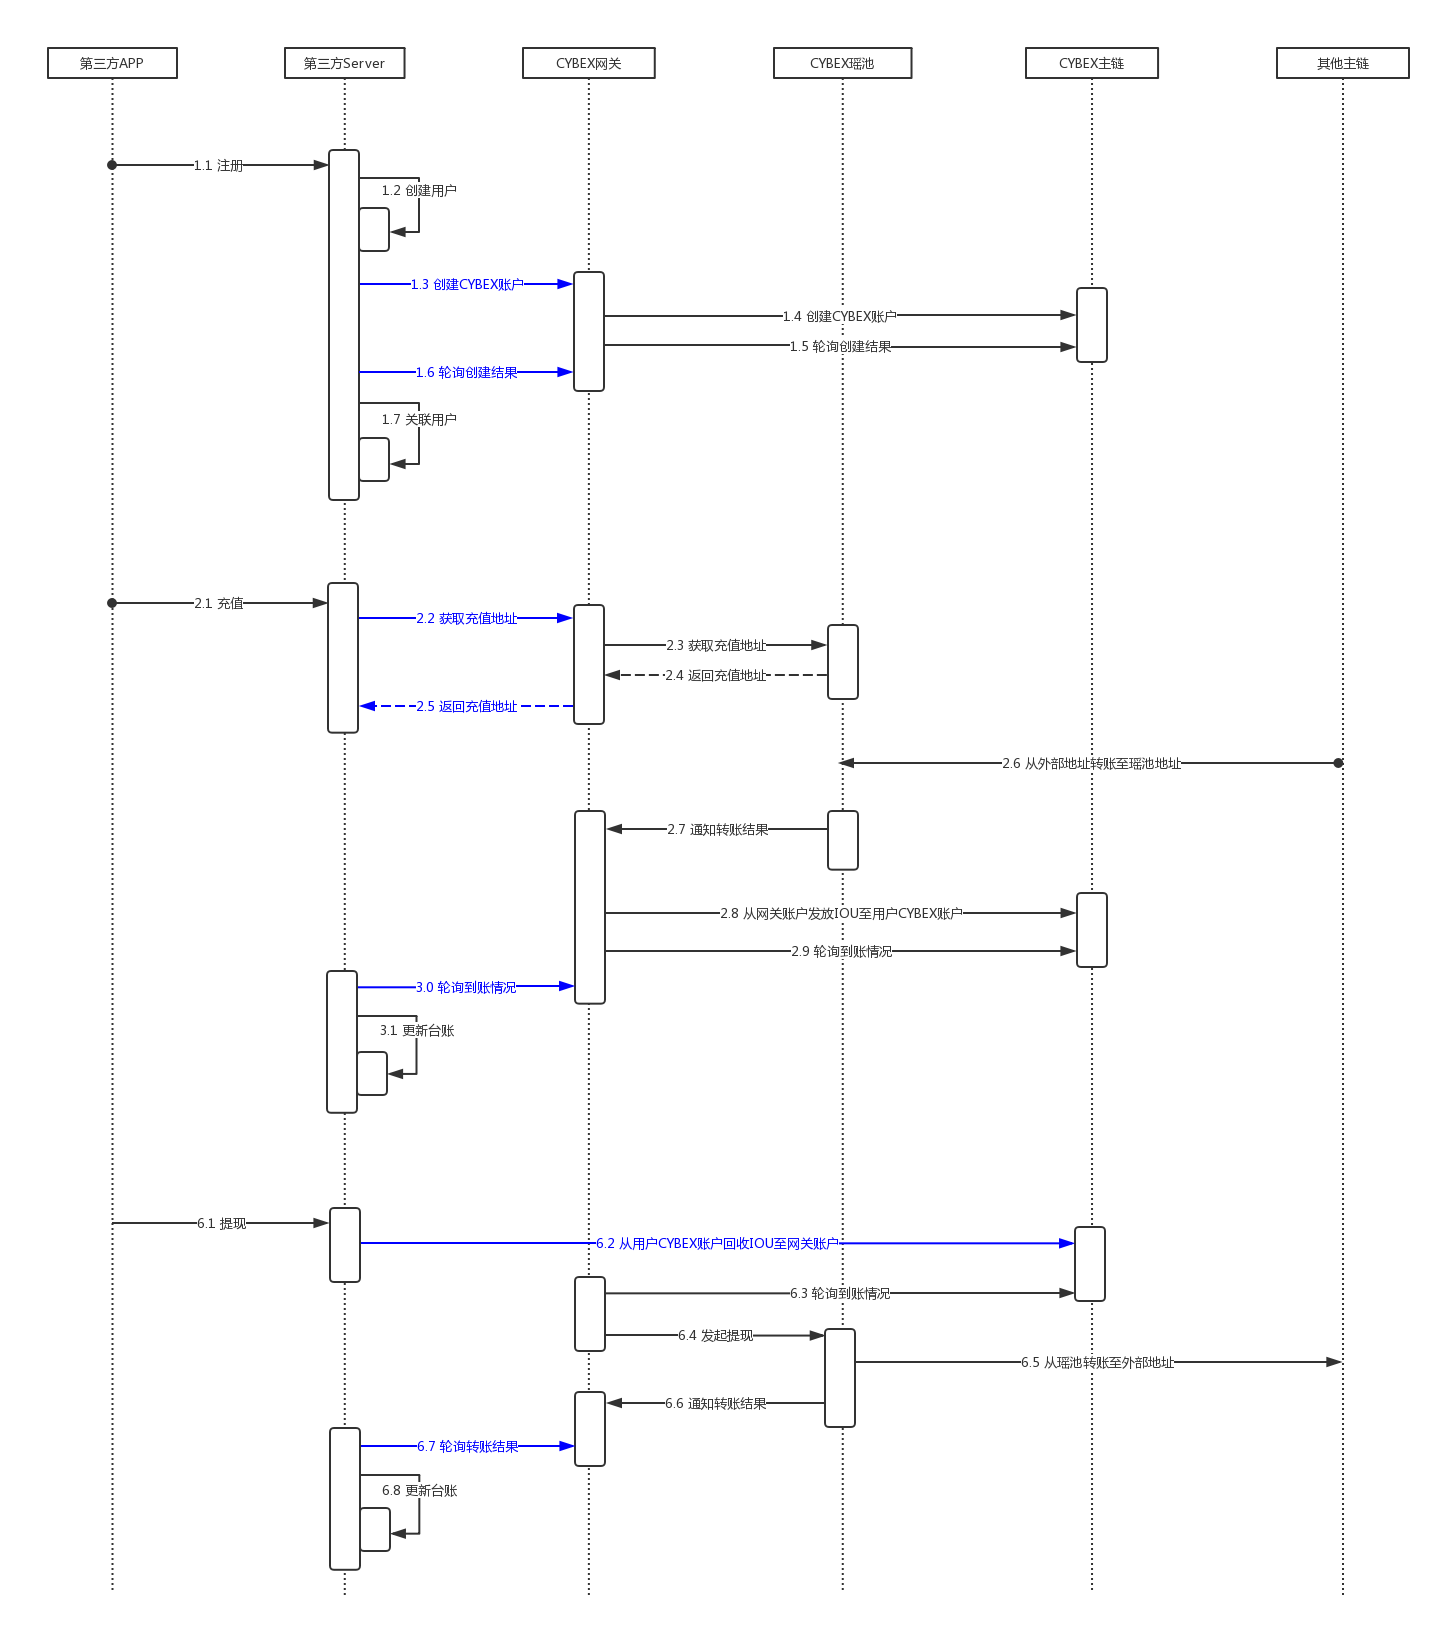 第三方APP
第三方Server
CYBEX网关
CYBEX瑶池
CYBEX主链
其他主链
1.1 注册
1.2 创建用户
1.3 创建CYBEX账户
1.4 创建CYBEX账户
1.5 轮询创建结果
1.6 轮询创建结果
1.7 关联用户
2.1 充值
2.2 获取充值地址
2.3 获取充值地址
2.4 返回充值地址
2.5 返回充值地址
2.6 从外部地址转账至瑶池地址
2.7 通知转账结果
2.8 从网关账户发放IOU至用户CYBEX账户
2.9 轮询到账情况
3.0 轮询到账情况
3.1 更新台账
6.1 提现
6.2 从用户CYBEX账户回收IOU至网关账户
6.3 轮询到账情况
6.4 发起提现
6.5 从瑶池转账至外部地址
6.6 通知转账结果
6.7 轮询转账结果
6.8 更新台账